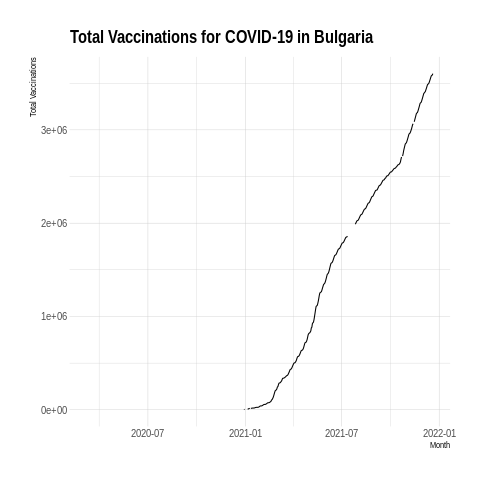 Total Vaccinations for COVID-19 in Bulgaria
Total Vaccinations
3e+06
2e+06
1e+06
0e+00
2020-07
2021-01
2021-07
2022-01
Month